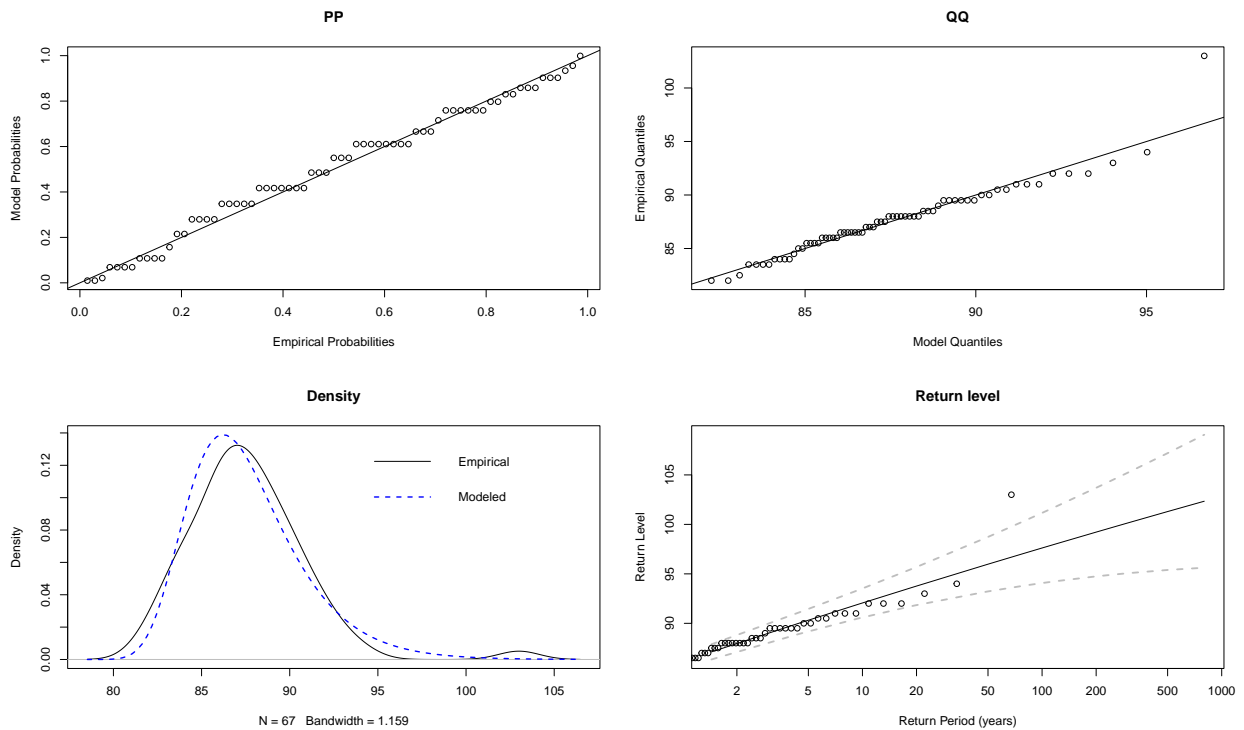 PP
Model Probabilities
0.0 0.2 0.4 0.6 0.8 1.0
0.0 0.2 0.4 0.6 0.8 1.0
Empirical Probabilities
QQ
Empirical Quantiles
85 90 95 100
85 90 95
Model Quantiles
Density
Density
0.00 0.04 0.08 0.12
Empirical
Modeled
80 85 90 95 100 105
N = 67 Bandwidth = 1.159
Return level
Return Level
90 95 100 105
2 5 10 20 50 100 200 500 1000
Return Period (years)